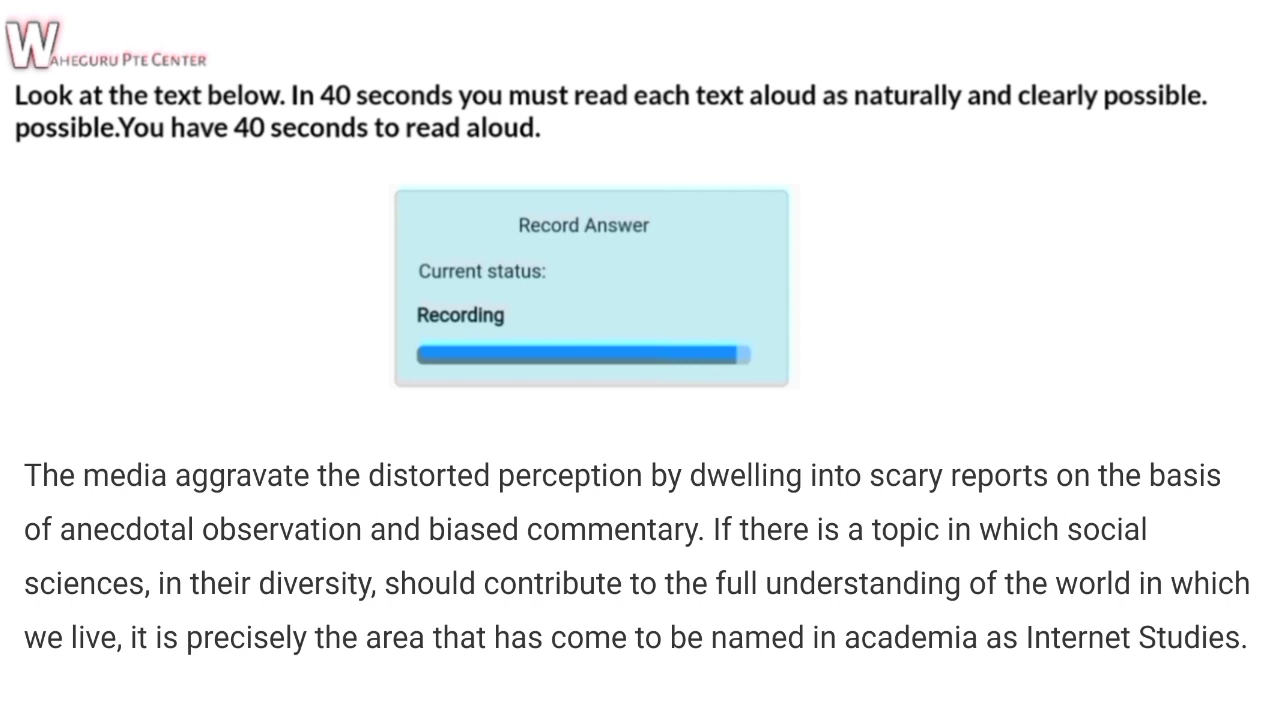 WAHEGURU PTE CENTER
Look at the text below. In 40 seconds you must read each text aloud as naturally and clearly possible.
possible.You have 40 seconds to read aloud.
Record Answer
Current status:
Recording
The media aggravate the distorted perception by dwelling into scary reports on the basis
of anecdotal observation and biased commentary. If there is a topic in which social
sciences, in their diversity, should contribute to the full understanding of the world in which
we live, it is precisely the area that has come to be named in academia as Internet Studies.